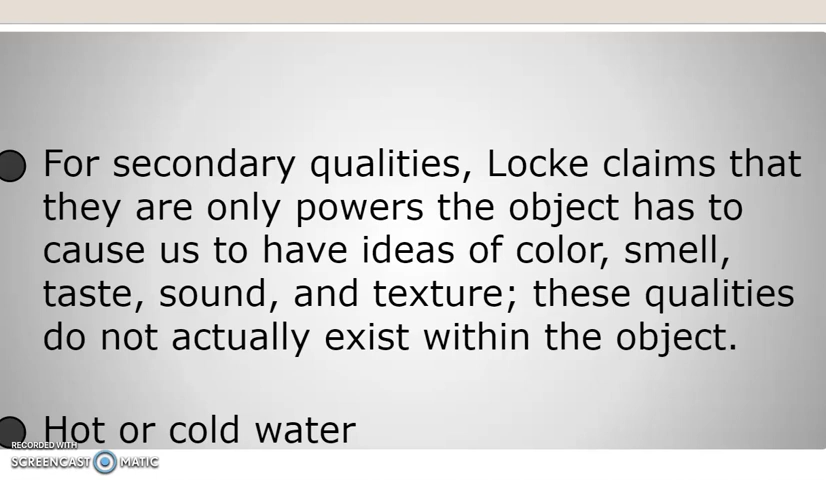 For secondary qualities, Locke claims that
they are only powers the object has to
cause us to have ideas of color, smell,
taste, sound, and texture; these qualities
do not actually exist within the object.
Hot or cold water
RECORDED WITH
SCREENCAST MATIC